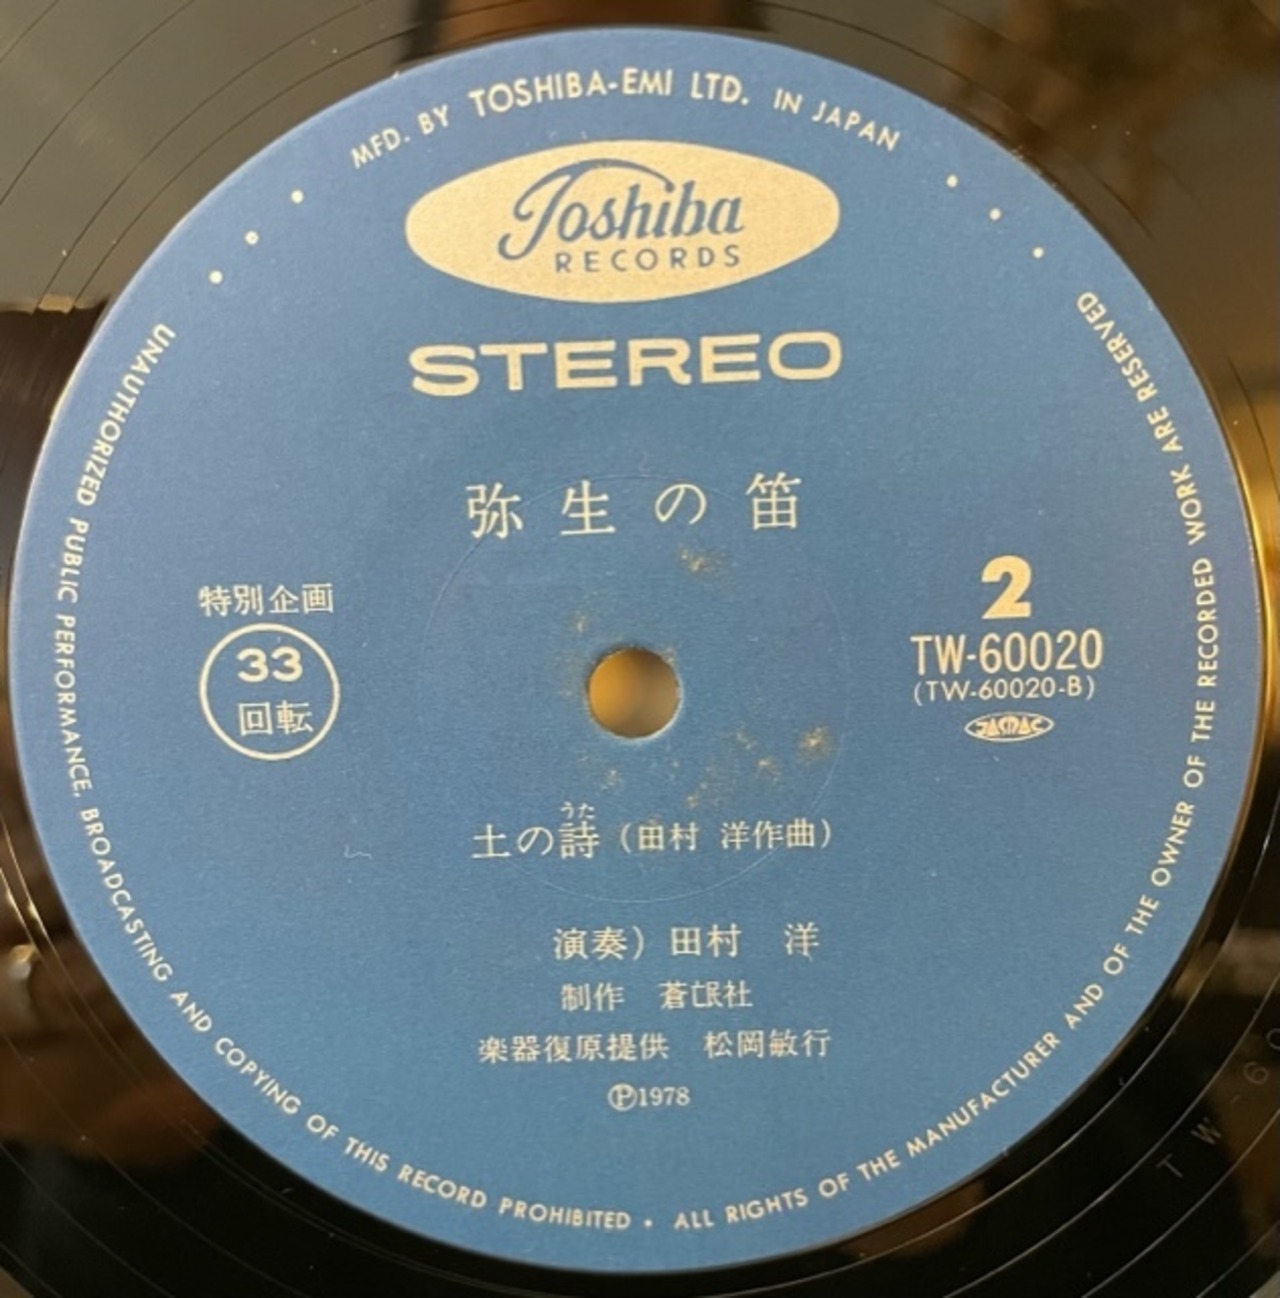 MFD. BY TOSHIBA-EMI LTD. IN JAPAN
Toshiba
RECORDS
STEREO
弥生の笛
特別企画
33
回転
2
TW-60020
(TW-60020-B)
JASRAC
うた
土の詩(田村 洋作曲)
演奏) 田村 洋
制作 蒼氓社
楽器復原提供 松岡敏行
Ⓟ1978
UNAUTHORIZED PUBLIC PERFORMANCE, BROADCASTING AND COPYING OF THIS RECORD PROHIBITED • ALL RIGHTS OF THE MANUFACTURER AND OF THE OWNER OF THE RECORDED WORK ARE RESERVED